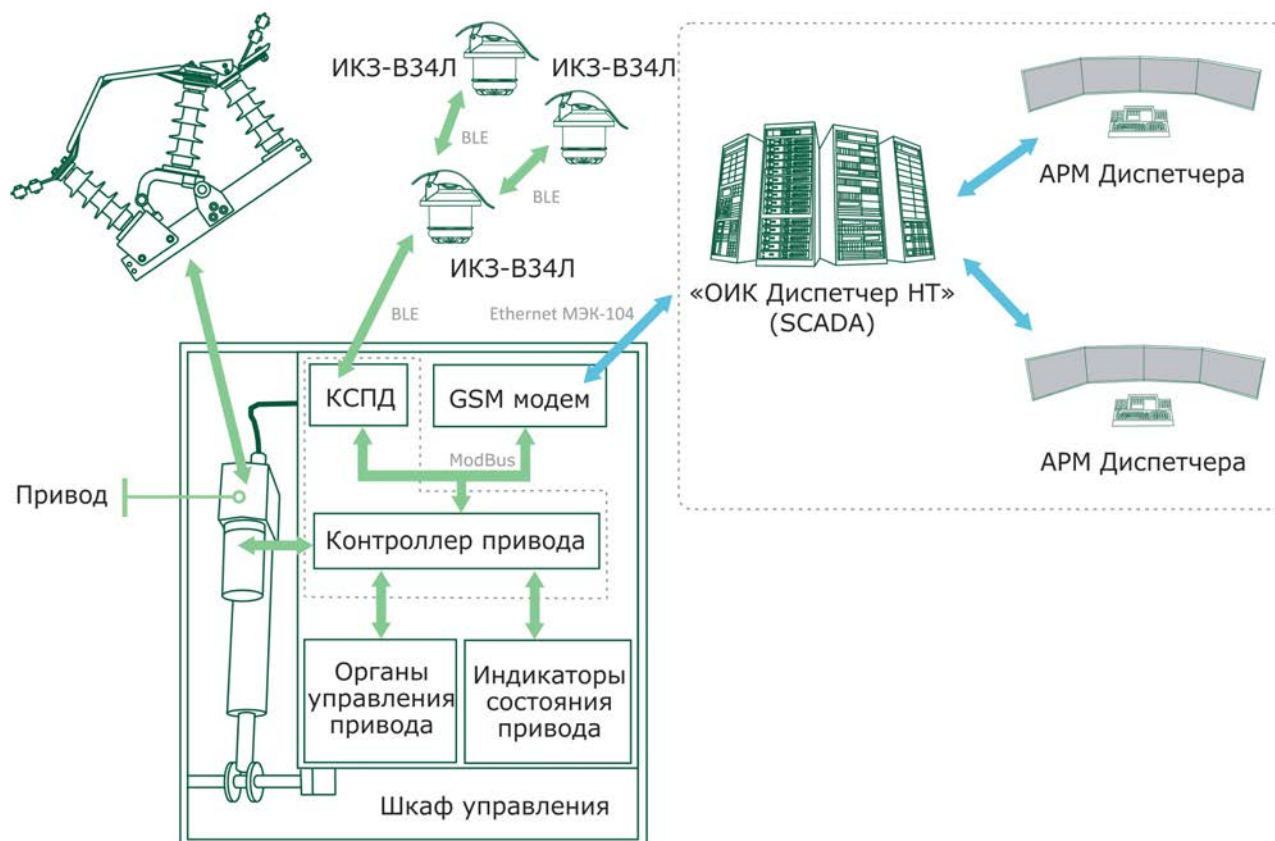 ИКЗ-В34Л
ИКЗ-В34Л
BLE
BLE
ИКЗ-В34Л
BLE
Ethernet МЭК-104
«ОИК Диспетчер НТ»
(SCADA)
АРМ Диспетчера
АРМ Диспетчера
КСПД
GSM модем
ModBus
Привод
Контроллер привода
Органы
управления
привода
Индикаторы
состояния
привода
Шкаф управления